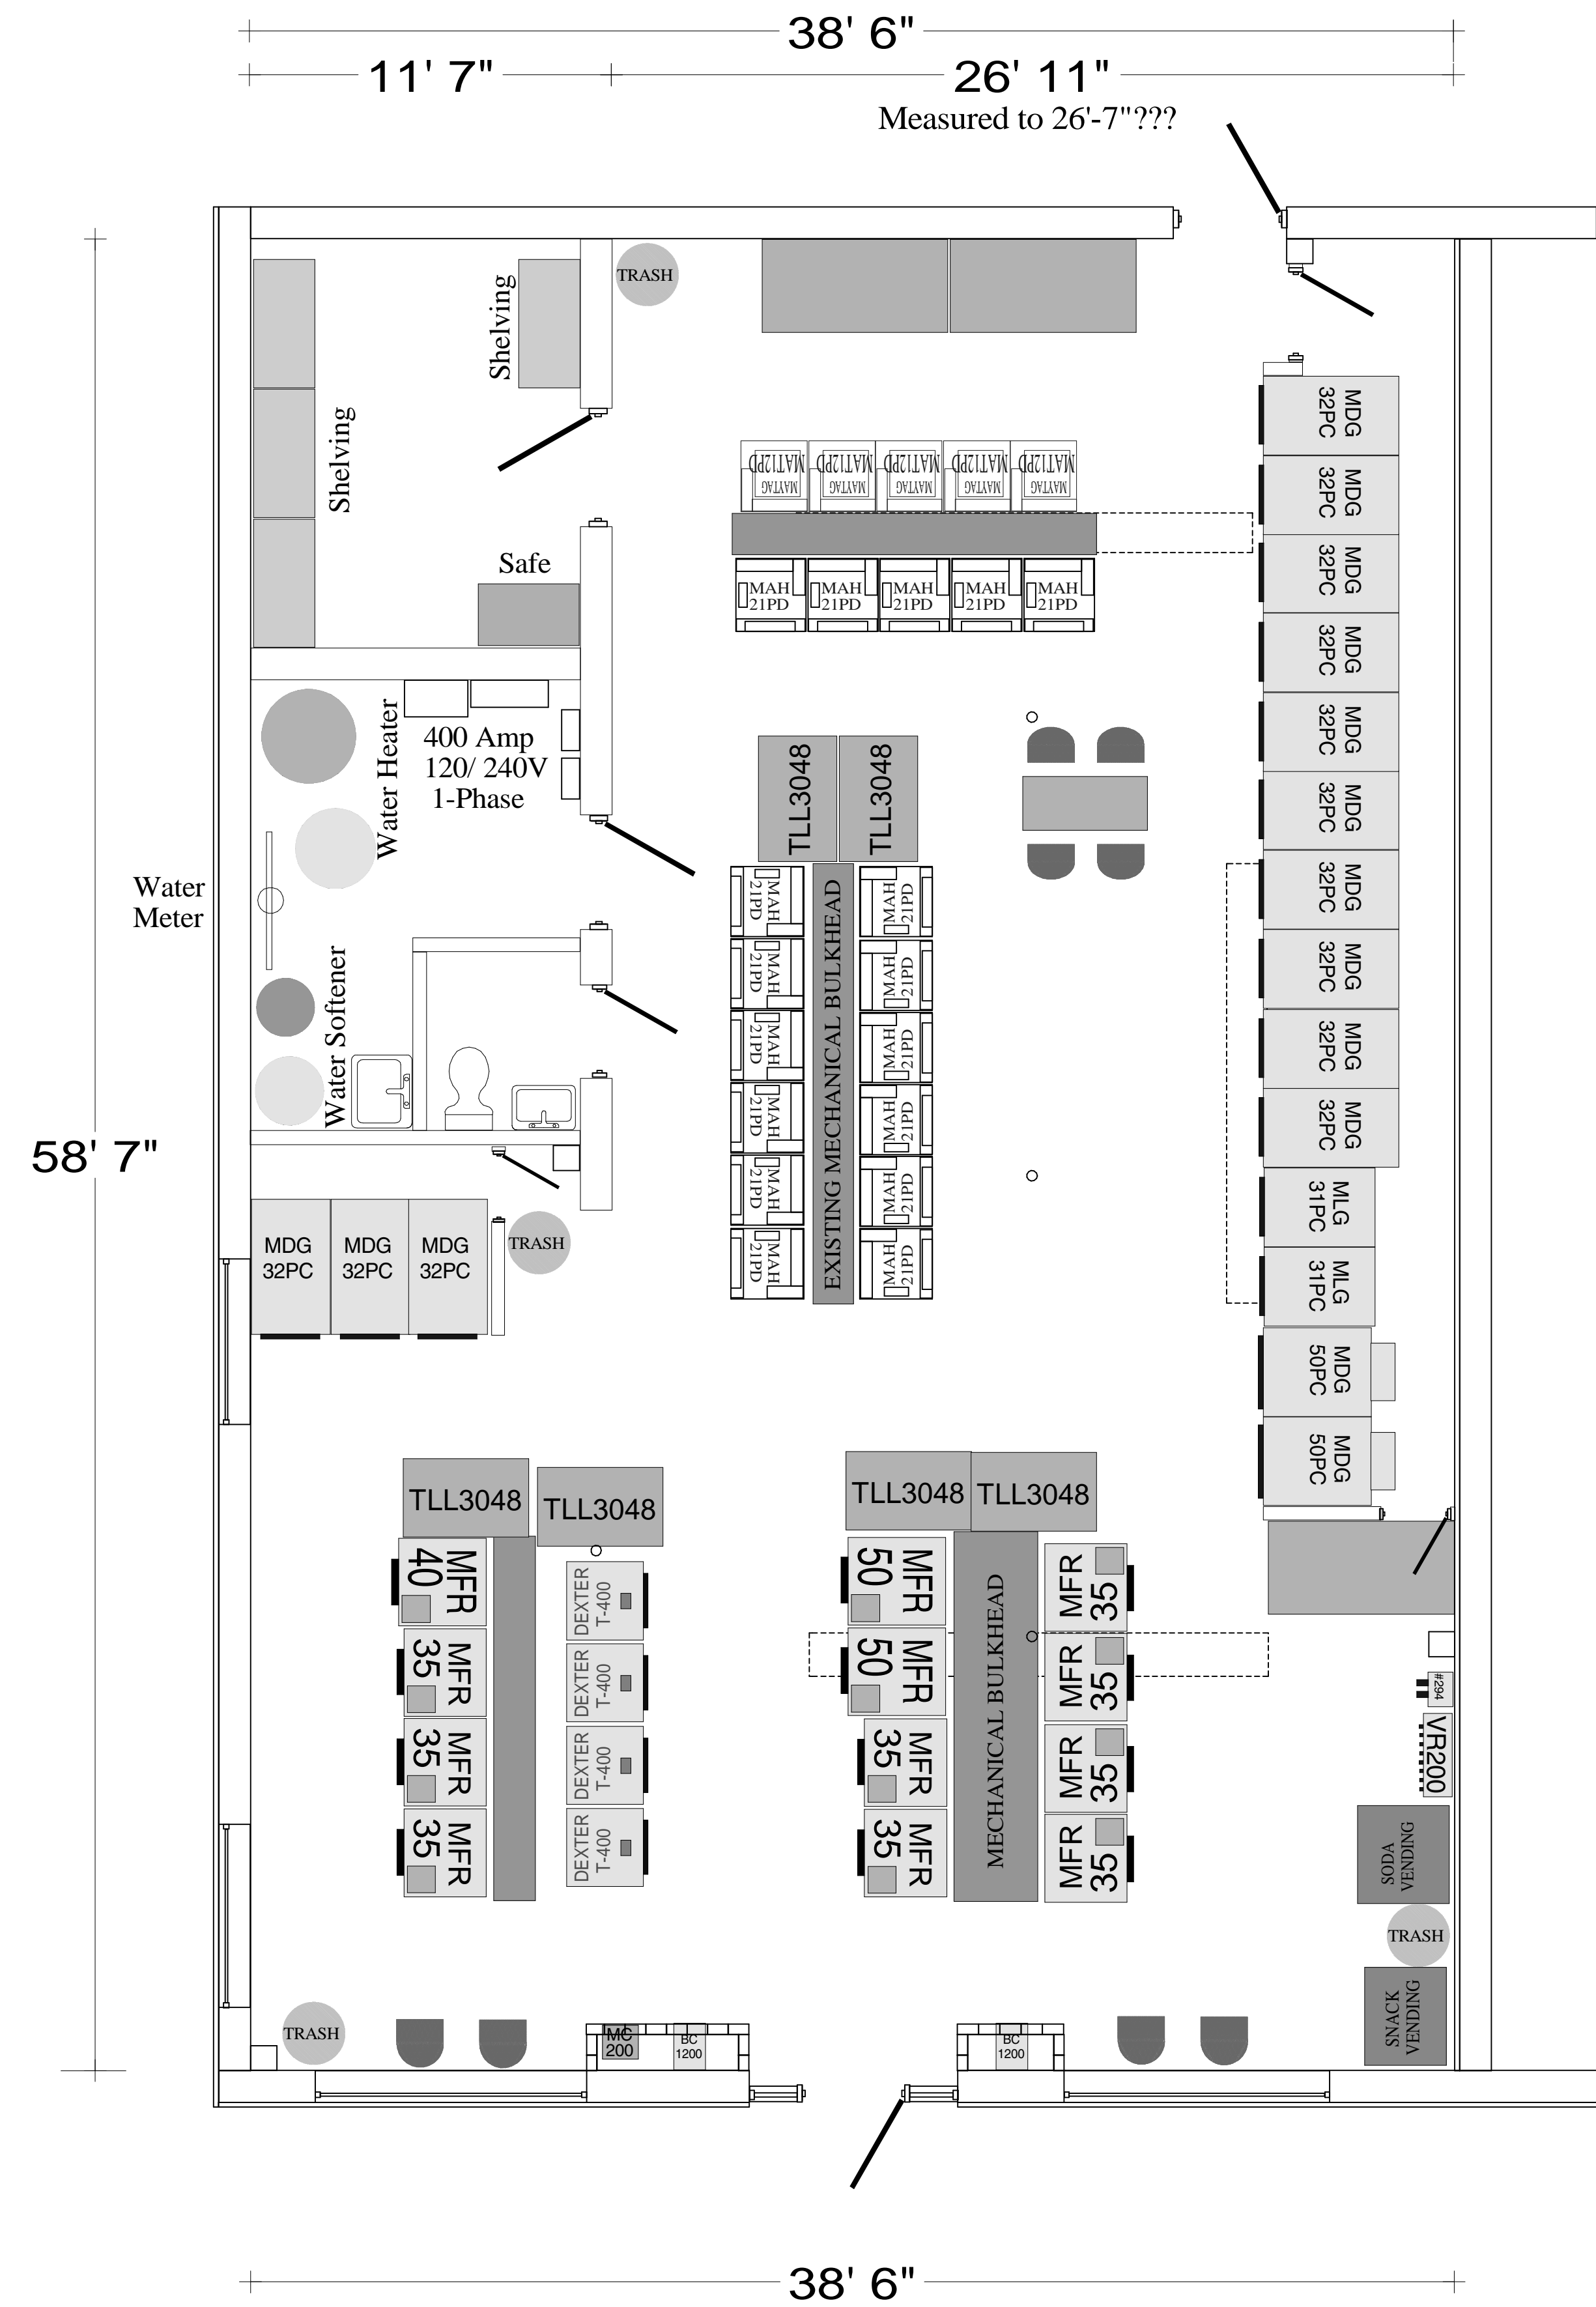 38' 6"
11' 7"
26' 11"
Measured to 26'-7"???
TRASH
Shelving
Shelving
Safe
MAT12PD
MAYTAG
MAT12PD
MAYTAG
MAT12PD
MAYTAG
MAT12PD
MAYTAG
MAT12PD
MAYTAG
MAH
21PD
MAH
21PD
MAH
21PD
MAH
21PD
MAH
21PD
MDG
32PC
MDG
32PC
MDG
32PC
MDG
32PC
MDG
32PC
MDG
32PC
MDG
32PC
MDG
32PC
MDG
32PC
MDG
32PC
MLG
31PC
MLG
31PC
MDG
50PC
MDG
50PC
Water Heater
400 Amp
120/ 240V
1-Phase
Water
Meter
Water Softener
TLL3048
TLL3048
MAH
21PD
MAH
21PD
MAH
21PD
MAH
21PD
MAH
21PD
MAH
21PD
EXISTING MECHANICAL BULKHEAD
MAH
21PD
MAH
21PD
MAH
21PD
MAH
21PD
MAH
21PD
MAH
21PD
58' 7"
MDG
32PC
MDG
32PC
MDG
32PC
TRASH
TLL3048
TLL3048
TLL3048
TLL3048
MFR
40
MFR
35
MFR
35
MFR
35
DEXTER
T-400
DEXTER
T-400
DEXTER
T-400
DEXTER
T-400
MFR
50
MFR
50
MFR
35
MFR
35
MECHANICAL BULKHEAD
MFR
35
MFR
35
MFR
35
MFR
35
#294
VR200
SODA
VENDING
TRASH
SNACK
VENDING
TRASH
MC
200
BC
1200
BC
1200
38' 6"